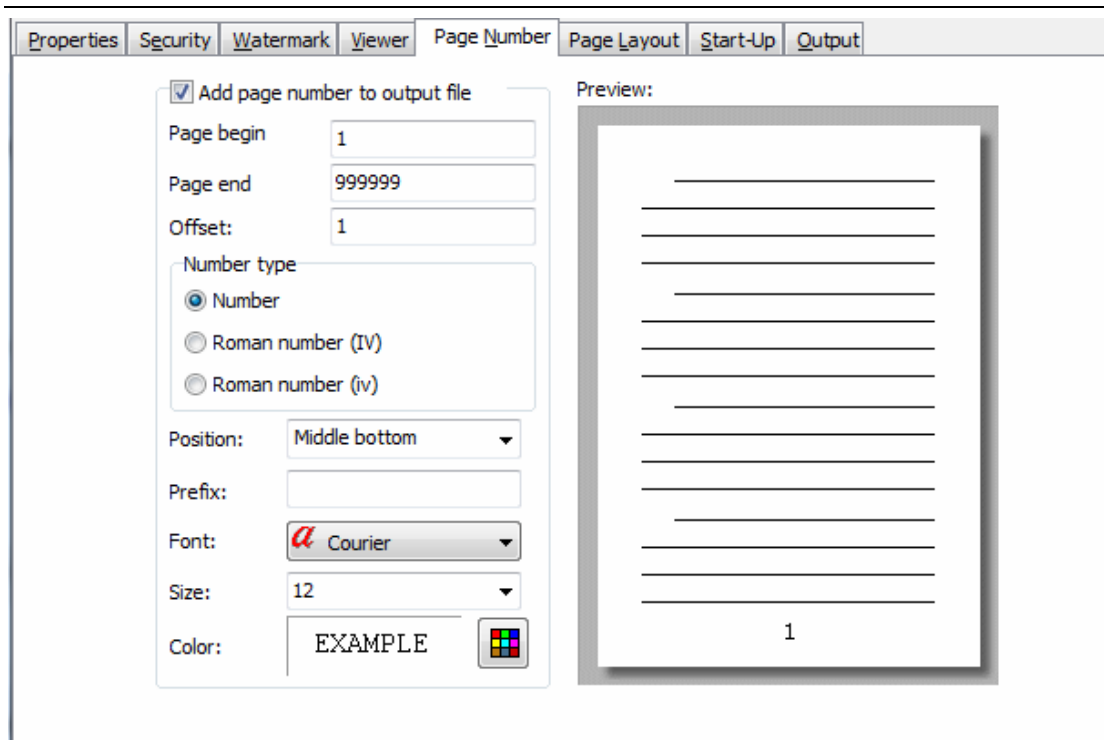 Properties Security Watermark Viewer Page Number Page Layout Start-Up Output
Add page number to output file
Page begin 1
Page end 999999
Offset: 1
Number type
Number
Roman number (IV)
Roman number (iv)
Position: Middle bottom
Prefix:
Font: a Courier
Size: 12
Color: EXAMPLE
Preview:
1